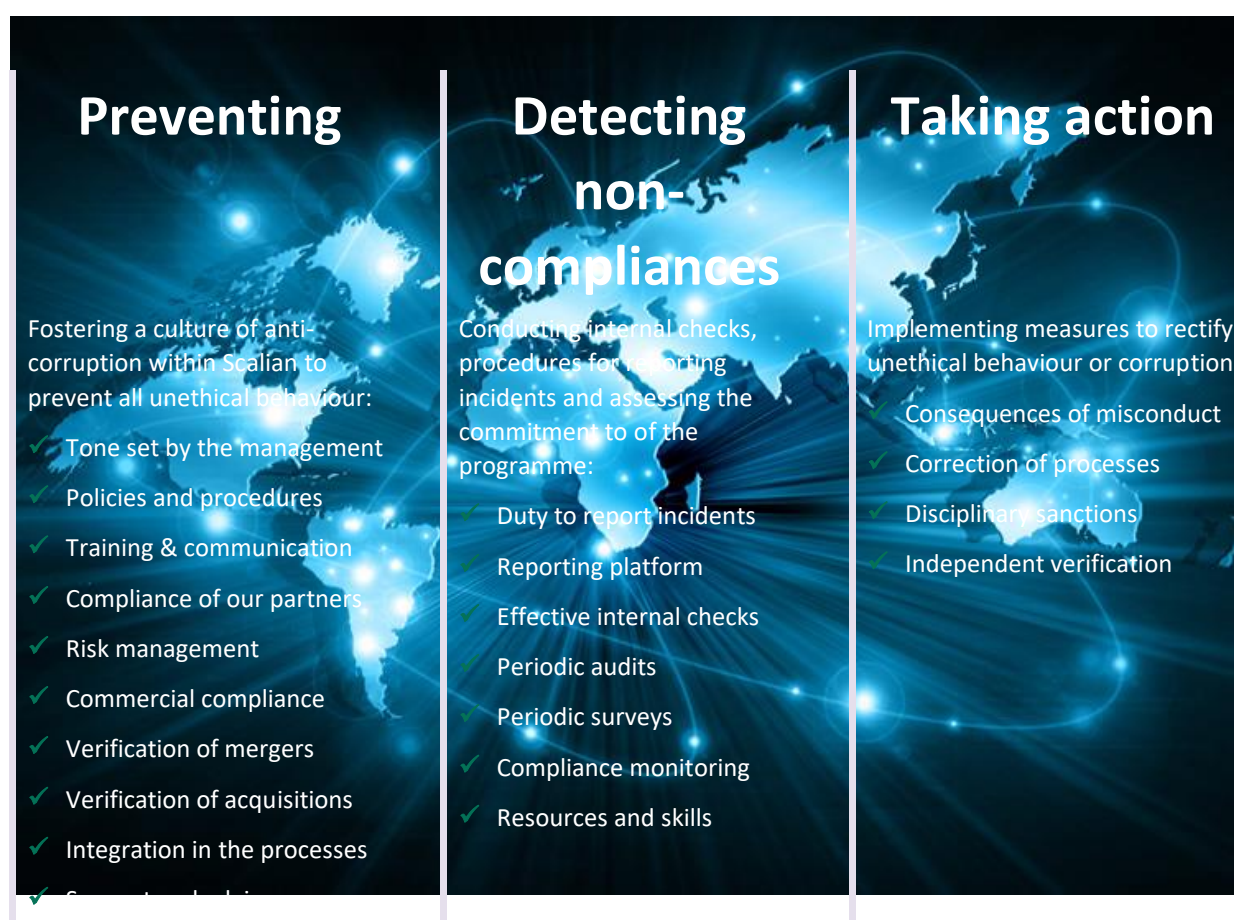 Preventing
Fostering a culture of anti-
corruption within Scalian to
prevent all unethical behaviour:
✓ Tone set by the management
✓ Policies and procedures
✓ Training & communication
✓ Compliance of our partners
✓ Risk management
✓ Commercial compliance
✓ Verification of mergers
✓ Verification of acquisitions
✓ Integration in the processes
Detecting
non-
compliances
Conducting internal checks,
procedures for reporting
incidents and assessing the
commitment to of the
programme:
✓ Duty to report incidents
✓ Reporting platform
✓ Effective internal checks
✓ Periodic audits
✓ Periodic surveys
✓ Compliance monitoring
✓ Resources and skills
Taking action
Implementing measures to rectify
unethical behaviour or corruption
✓ Consequences of misconduct
✓ Correction of processes
✓ Disciplinary sanctions
✓ Independent verification